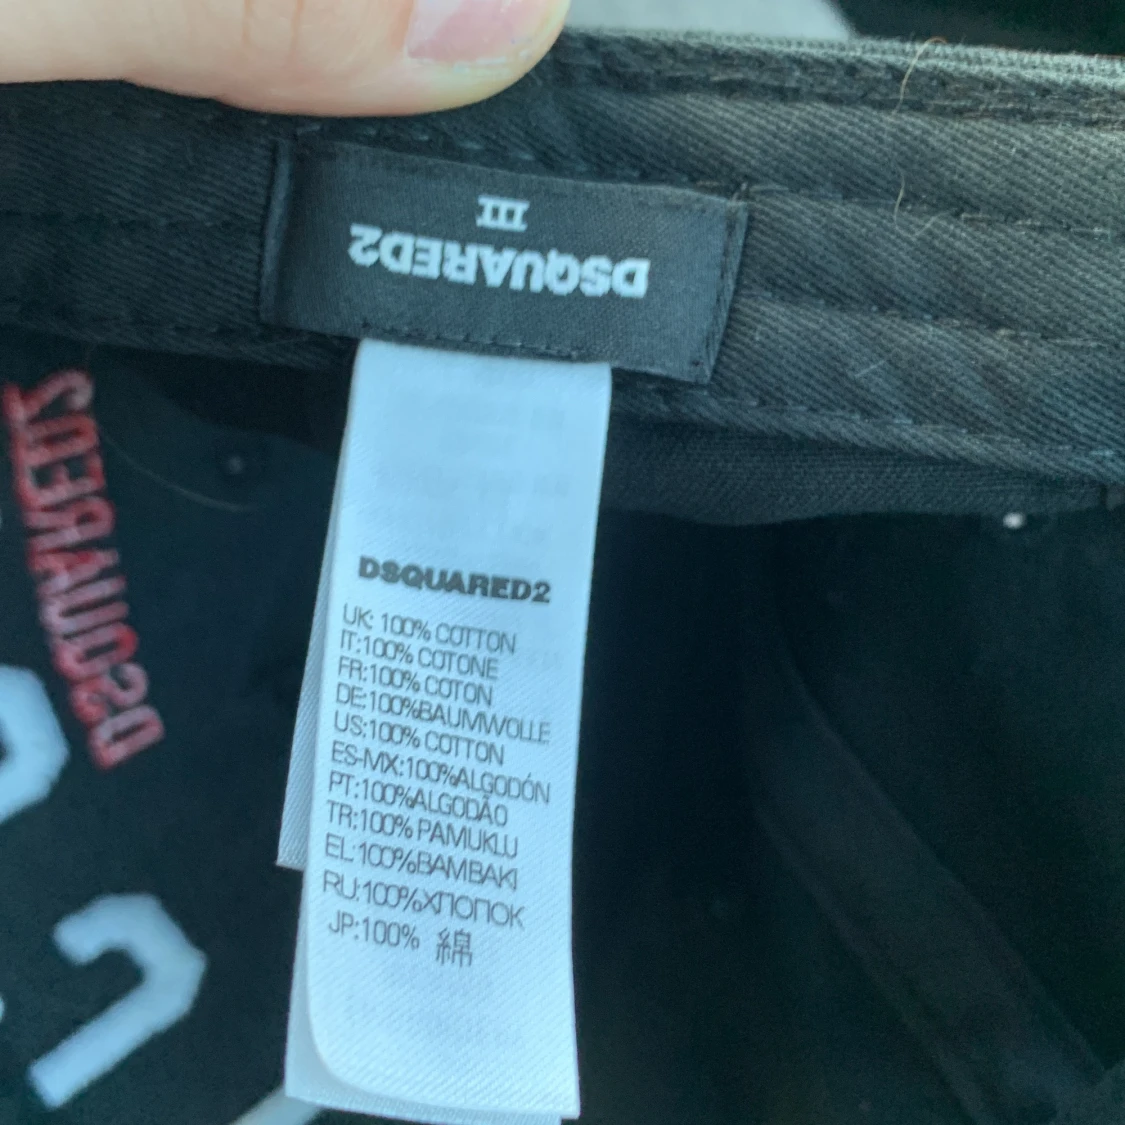 III
DSQUARED2
DSQUARED2
DSQUARED2
UK: 100% COTTON
IT:100% COTONE
FR:100% COTON
DE:100%BAUMWOLLE
US:100% COTTON
ES-MX:100%ALGODÓN
PT:100%ALGODÃO
TR:100% PAMUKLU
EL:100%BAMBAKI
RU:100%ХПОПОК
JP:100% 綿